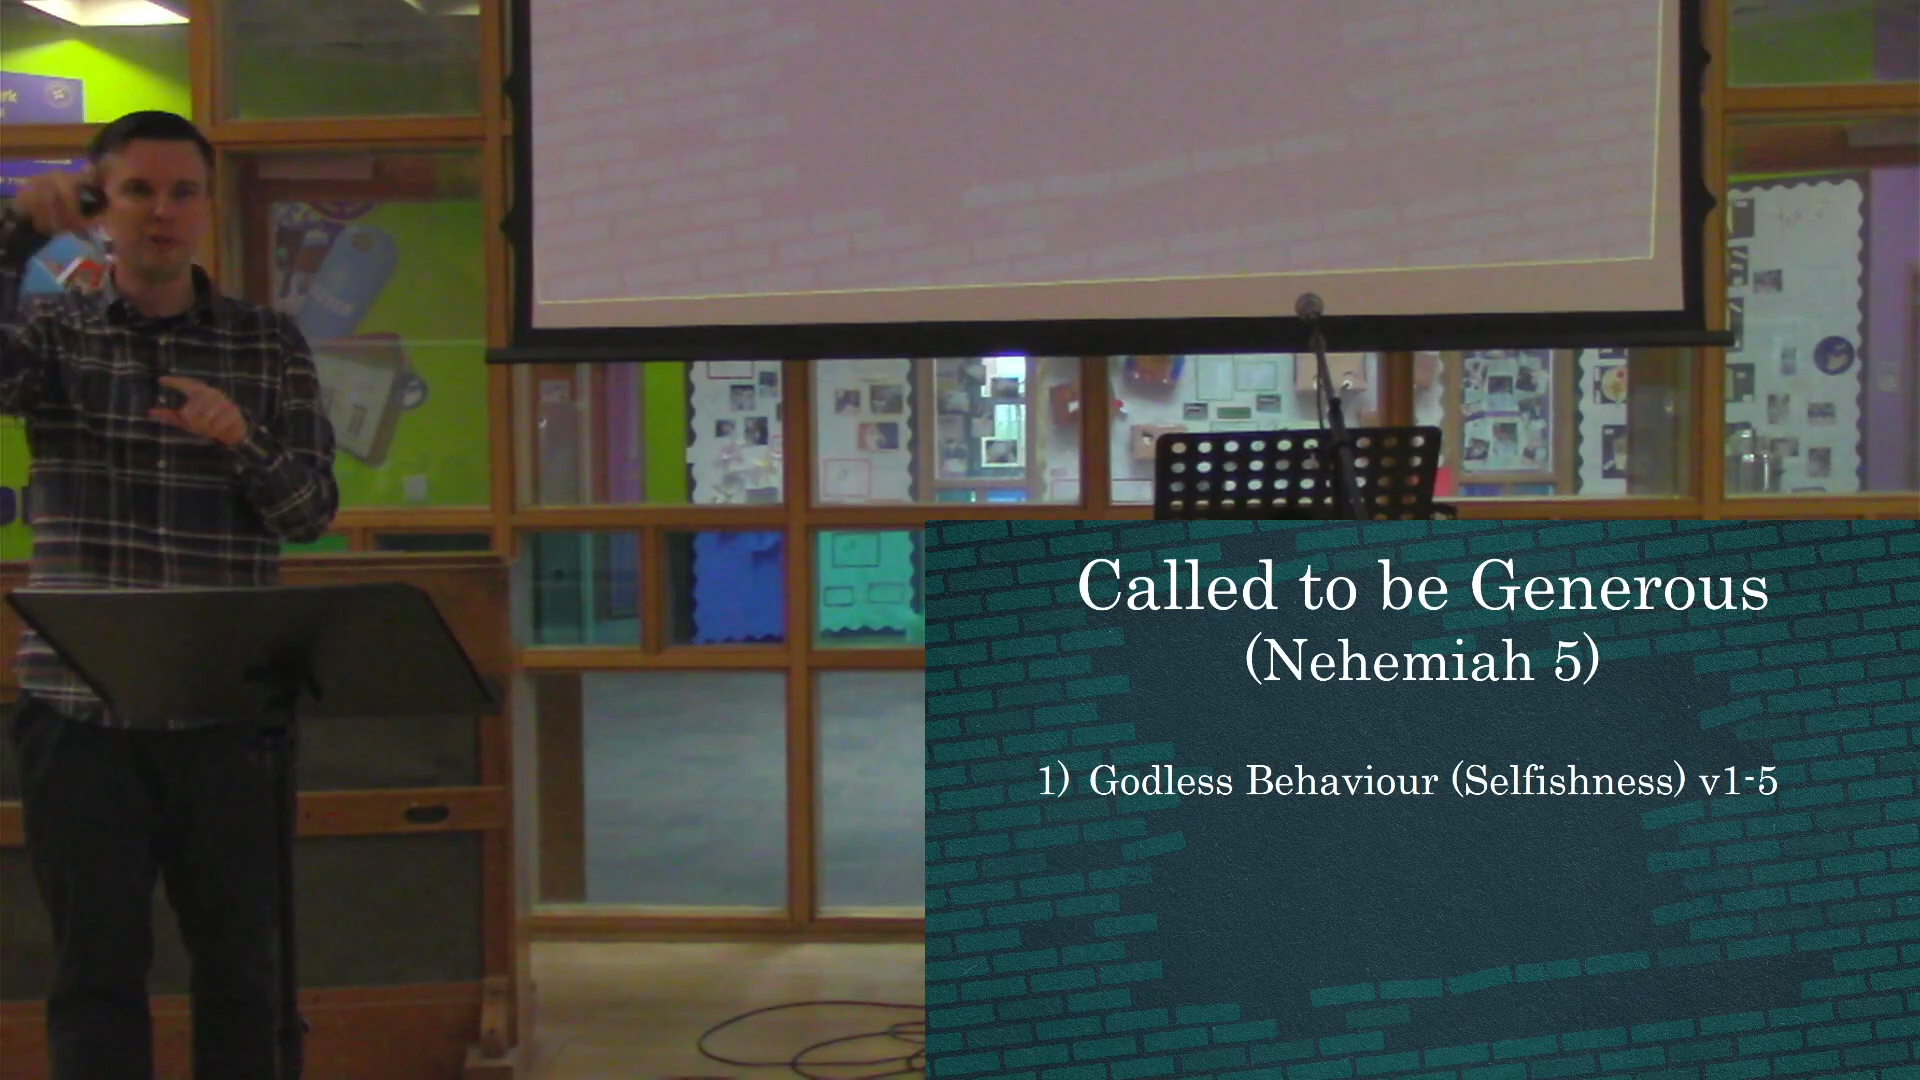 Called to be Generous
(Nehemiah 5)
1) Godless Behaviour (Selfishness) v1-5